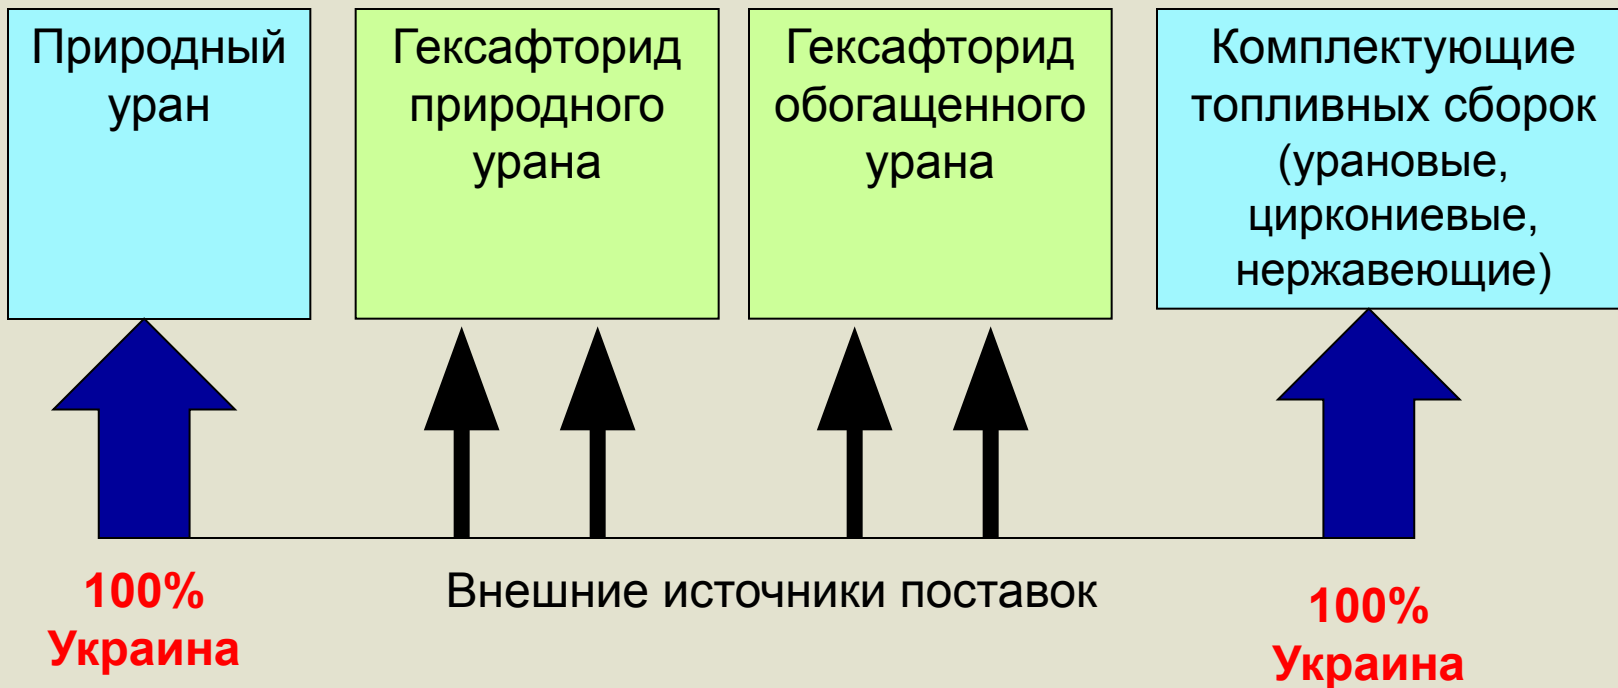 Природный
уран
Гексафторид
природного
урана
Гексафторид
обогащенного
урана
Комплектующие
топливных сборок
(урановые,
циркониевые,
нержавеющие)
100%
Украина
Внешние источники поставок
100%
Украина